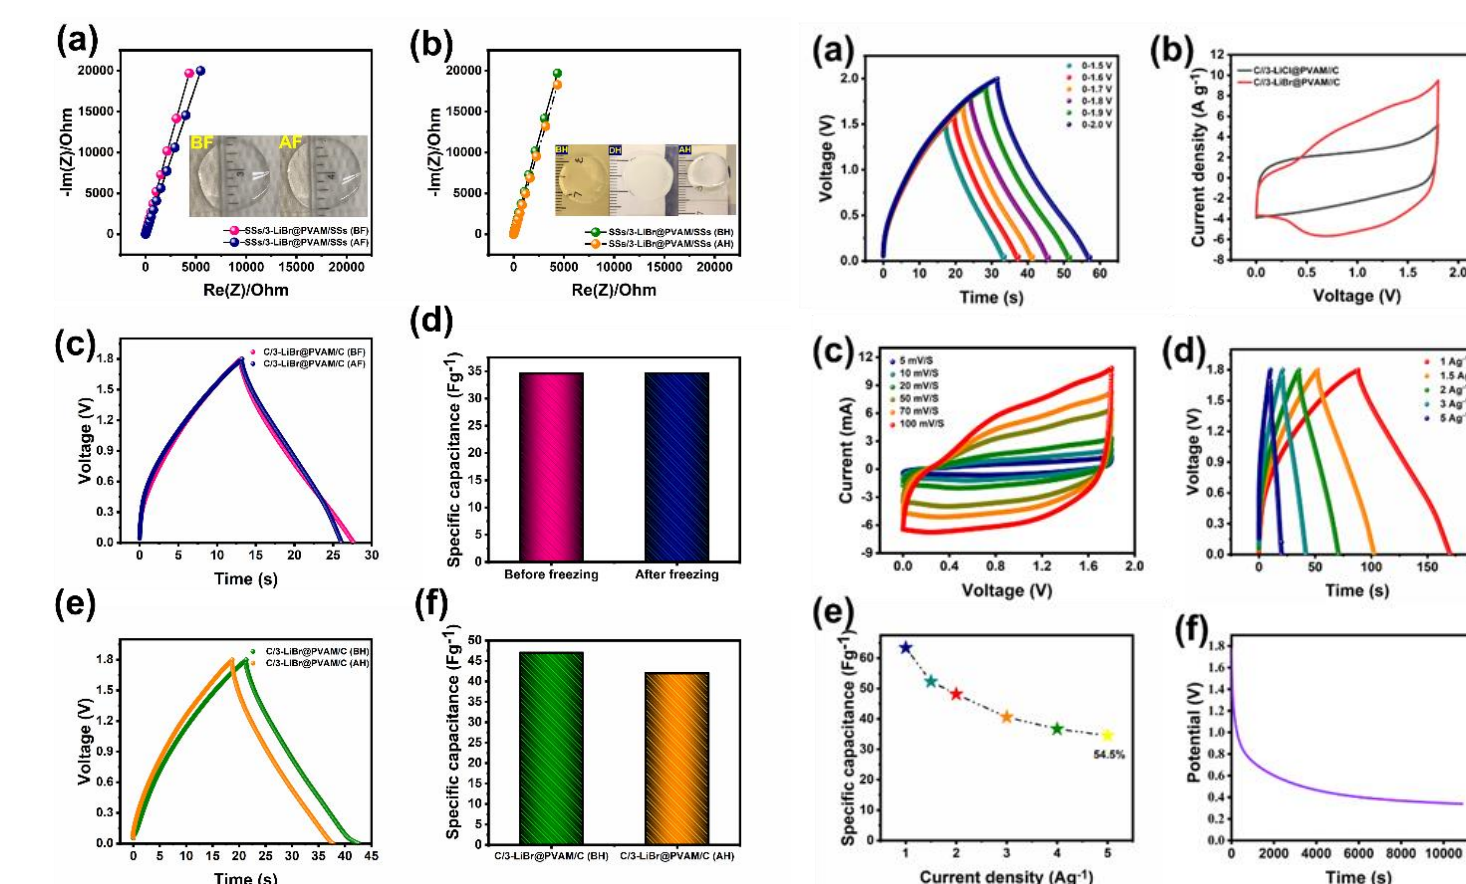 (a)
-Im(Z)/Ohm
20000
15000
10000
5000
0
BF
AF
SSs/3-LiBr@PVAM/SSs (BF)
SSs/3-LiBr@PVAM/SSs (AF)
0 5000 10000 15000 20000
Re(Z)/Ohm
(b)
-Im(Z)/Ohm
20000
15000
10000
5000
0
BH DH AH
SSs/3-LiBr@PVAM/SSs (BH)
SSs/3-LiBr@PVAM/SSs (AH)
0 5000 10000 15000 20000
Re(Z)/Ohm
(c)
Voltage (V)
1.8
1.5
1.2
0.9
0.6
0.3
0.0
C/3-LiBr@PVAM/C (BF)
C/3-LiBr@PVAM/C (AF)
0 5 10 15 20 25 30
Time (s)
(d)
Specific capacitance (Fg-1)
35
30
25
20
15
10
5
0
Before freezing After freezing
(e)
Voltage (V)
1.8
1.5
1.2
0.9
0.6
0.3
0.0
C/3-LiBr@PVAM/C (BH)
C/3-LiBr@PVAM/C (AH)
0 5 10 15 20 25 30 35 40 45
Time (s)
(f)
Specific capacitance (Fg-1)
50
45
40
35
30
25
20
15
10
5
0
C/3-LiBr@PVAM/C (BH) C/3-LiBr@PVAM/C (AH)
(a)
Voltage (V)
2.0
1.5
1.0
0.5
0.0
0-1.5 V
0-1.6 V
0-1.7 V
0-1.8 V
0-1.9 V
0-2.0 V
0 10 20 30 40 50 60
Time (s)
(b)
Current density (A g-1)
12
10
8
6
4
2
0
-2
-4
-6
-8
C//3-LiCl@PVAM//C
C//3-LiBr@PVAM//C
0.0 0.5 1.0 1.5 2.0
Voltage (V)
(c)
Current (mA)
12
9
6
3
0
-3
-6
-9
5 mV/S
10 mV/S
20 mV/S
50 mV/S
70 mV/S
100 mV/S
0.0 0.4 0.8 1.2 1.6 2.0
Voltage (V)
(d)
Voltage (V)
1.8
1.5
1.2
0.9
0.6
0.3
0.0
1 Ag-1
1.5 Ag
2 Ag-1
3 Ag-1
5 Ag-1
0 50 100 150
Time (s)
(e)
Specific capacitance (Fg-1)
60
50
40
30
20
10
0
54.5%
1 2 3 4 5
Current density (Ag-1)
(f)
Potential (V)
1.8
1.6
1.4
1.2
1.0
0.8
0.6
0.4
0.2
0.0
0 2000 4000 6000 8000 10000
Time (s)